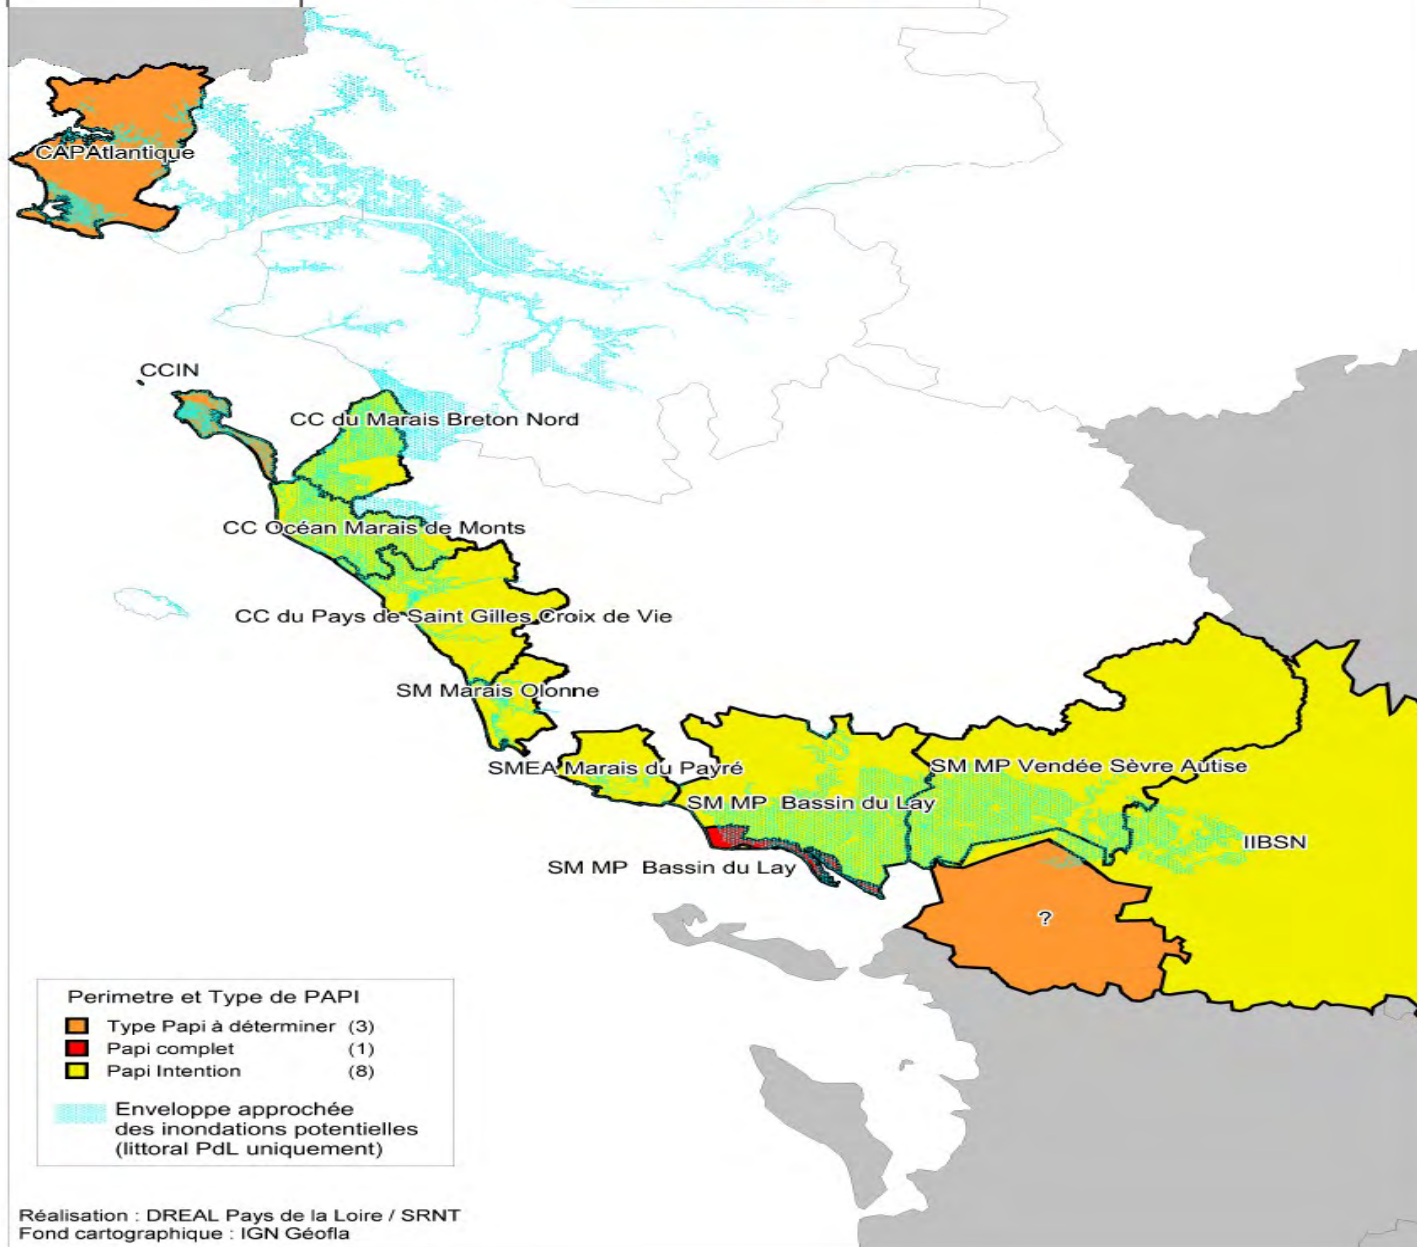 CAPAtlantique
CCIN
CC du Marais Breton Nord
CC Océan Marais de Monts
CC du Pays de Saint Gilles Croix de Vie
SM Marais Olonne
SMEA Marais du Payré
SM MP Vendée Sèvre Autise
SM MP Bassin du Lay
IIBSN
SM MP Bassin du Lay
?
Perimetre et Type de PAPI
Type Papi à déterminer (3)
Papi complet (1)
Papi Intention (8)
Enveloppe approchée
des inondations potentielles
(littoral PdL uniquement)
Réalisation : DREAL Pays de la Loire / SRNT
Fond cartographique : IGN Géofla